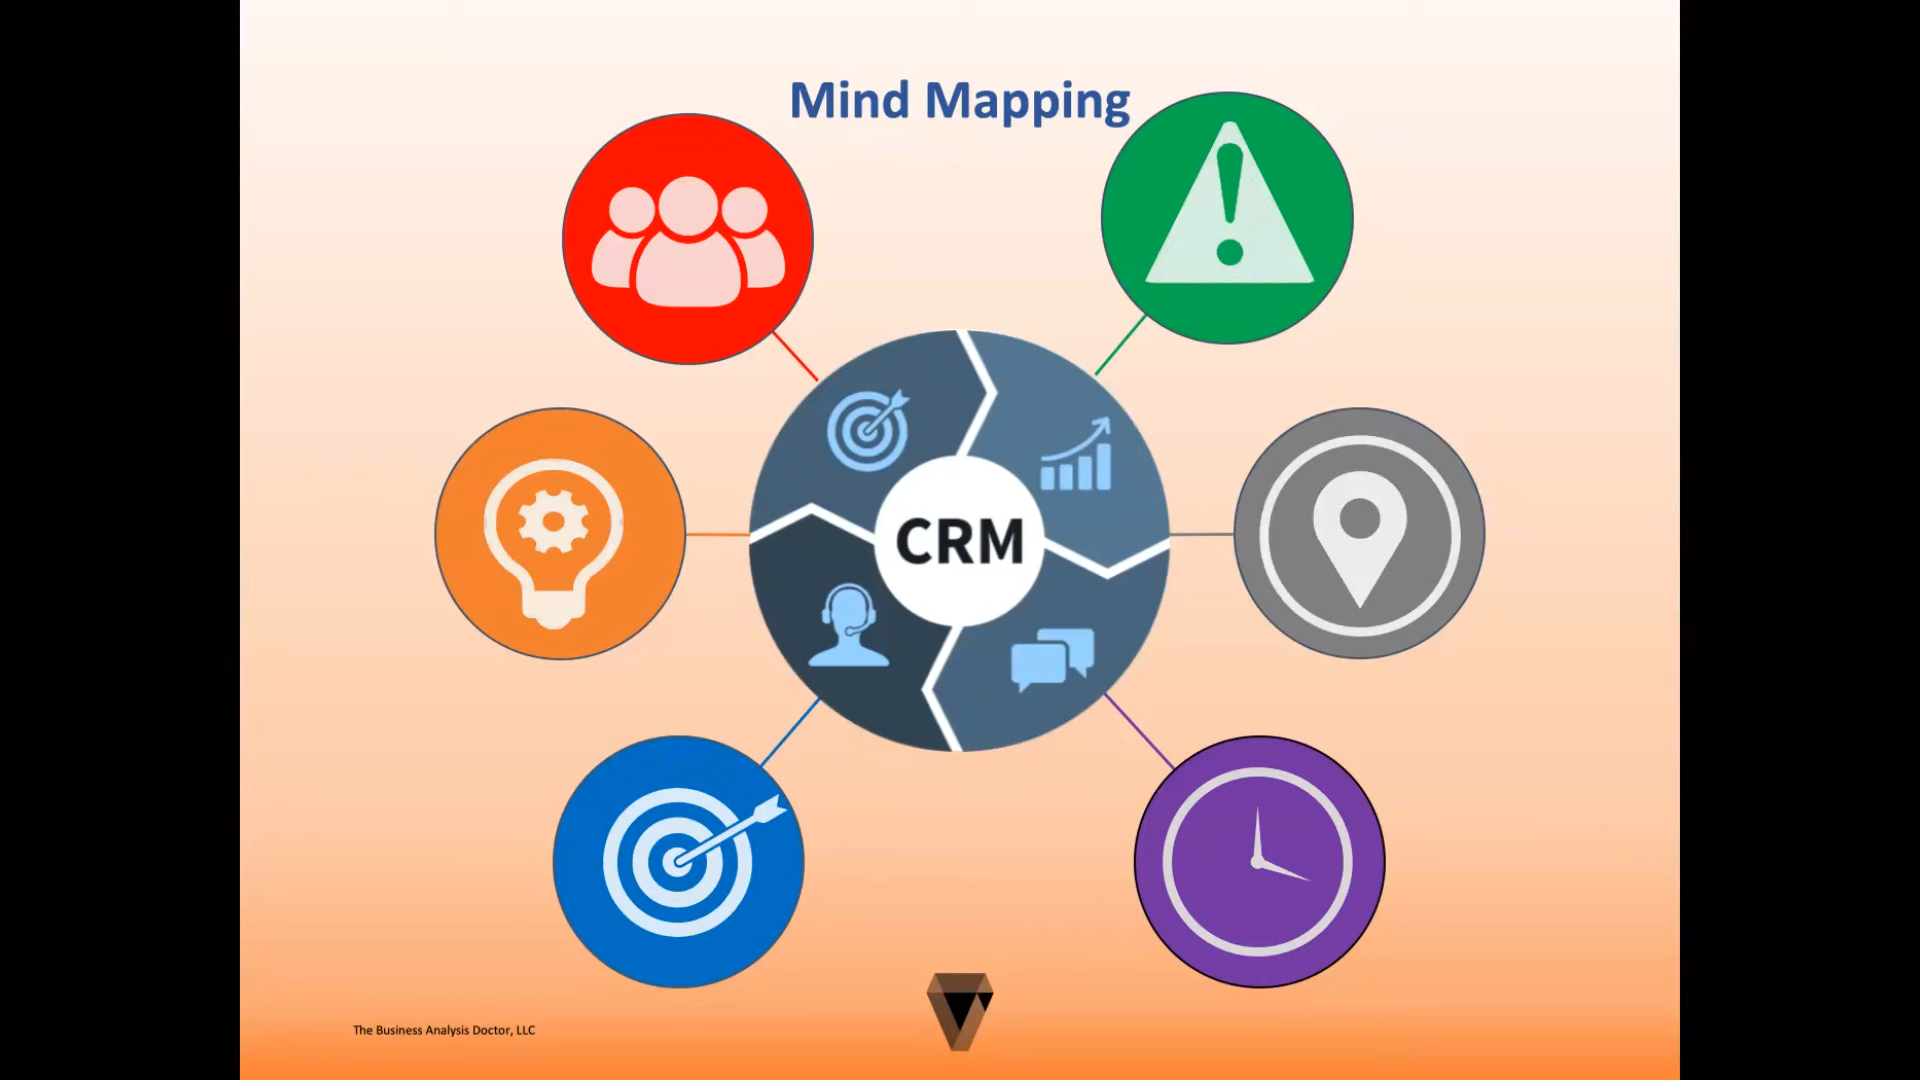 Mind Mapping
CRM
The Business Analysis Doctor, LLC